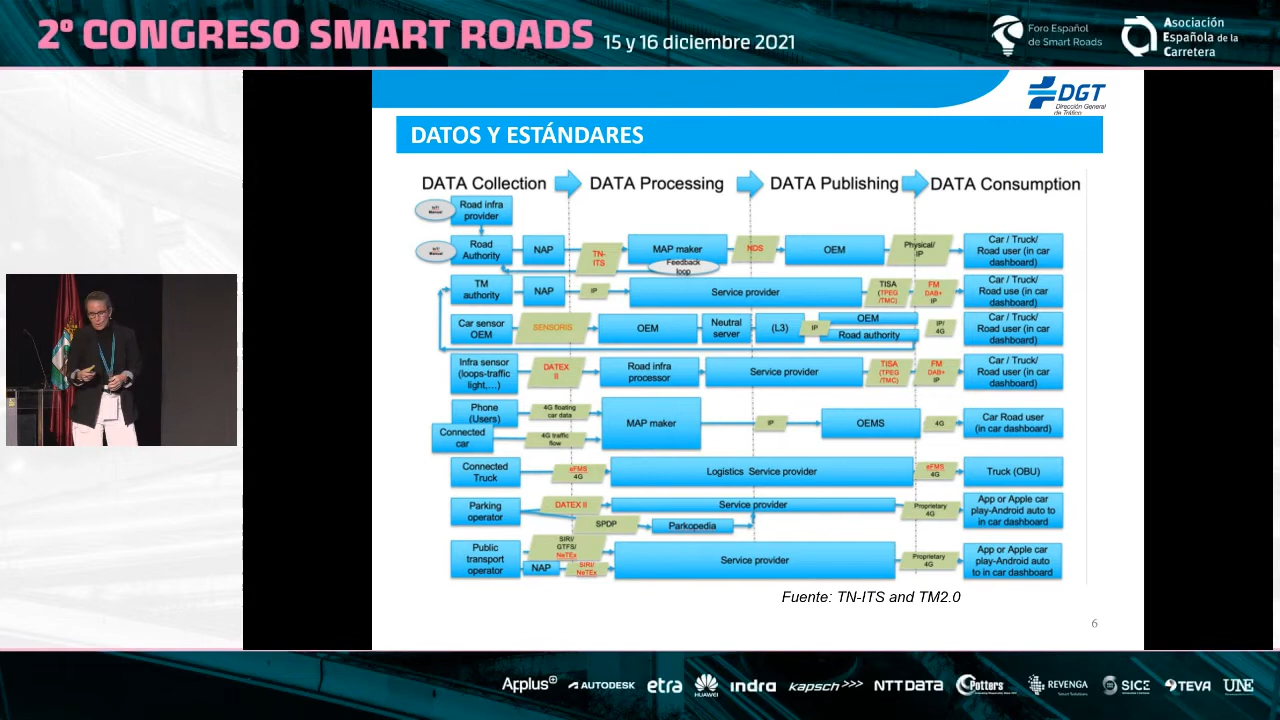 2º CONGRESO SMART ROADS 15 y 16 diciembre 2021
Foro Español
de Smart Roads
Asociación
Española de la
Carretera
DGT
Dirección General
de Tráfico
DATOS Y ESTÁNDARES
DATA Collection
DATA Processing
DATA Publishing
DATA Consumption
Manual
Road infra
provider
Manual
Road
Authority
NAP
TN-
ITS
MAP maker
Feedback
loop
NDS
OEM
Physical/
IP
Car / Truck/
Road user (in car
dashboard)
TM
authority
NAP
IP
Service provider
TISA
(TPEG
/TMC)
FM
DAB+
IP
Car / Truck/
Road use (in car
dashboard)
Car sensor
OEM
SENSORIS
OEM
Neutral
server
(L3)
IP
OEM
Road authority
IP/
4G
Car / Truck/
Road user (in car
dashboard)
Infra sensor
(loops-traffic
light,...)
DATEX
II
Road infra
processor
Service provider
TISA
(TPEG
/TMC)
FM
DAB+
IP
Car / Truck/
Road user (in car
dashboard)
Phone
(Users)
4G floating
car data
Connected
car
4G traffic
flow
MAP maker
IP
OEMS
4G
Car Road user
(in car dashboard)
Connected
Truck
eFMS
4G
Logistics Service provider
eFMS
4G
Truck (OBU)
Parking
operator
DATEX II
Service provider
SPDP
Parkopedia
Proprietary
4G
App or Apple car
play-Android auto to
in car dashboard
Public
transport
operator
SIRI/
GTFS/
NeTEx
NAP
SIRI/
NeTEx
Service provider
Proprietary
4G
App or Apple car
play-Android auto
to in car dashboard
Fuente: TN-ITS and TM2.0
6
Applus+ AUTODESK etra HUAWEI indra kapsch>>> NTT DATA Potters REVENGA SICE TEVA UNE